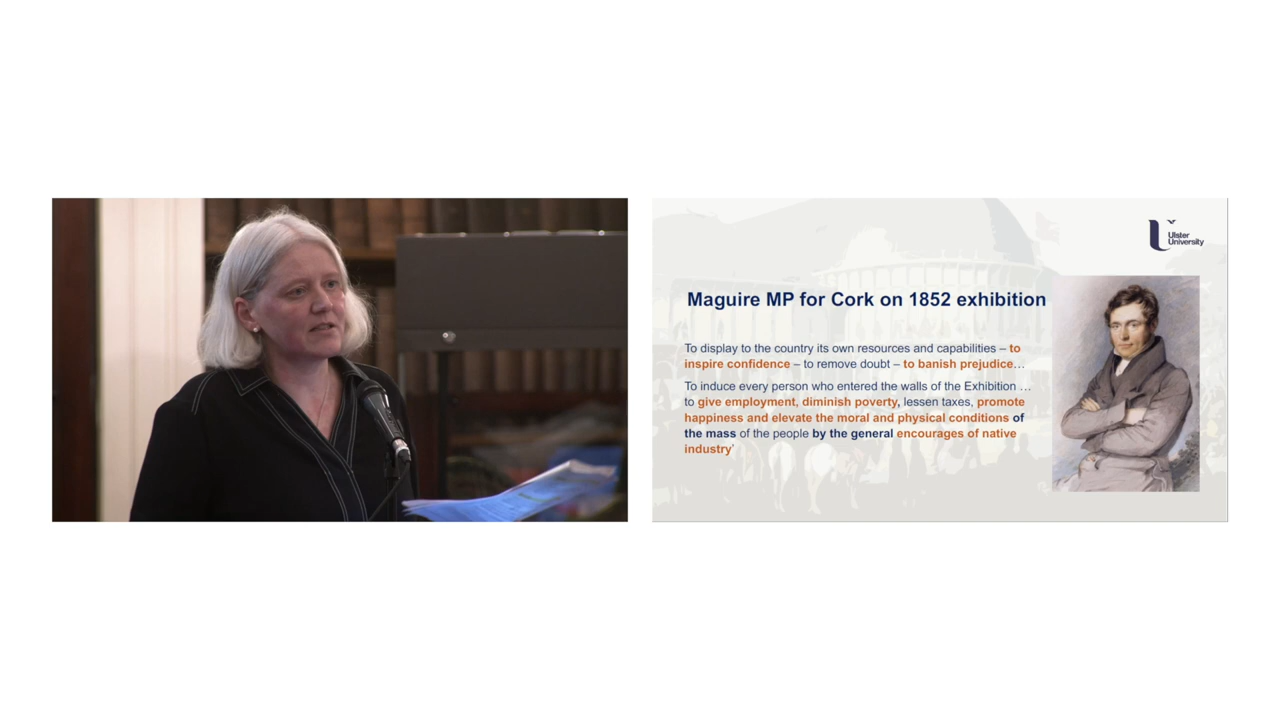 Ulster
University
Maguire MP for Cork on 1852 exhibition
To display to the country its own resources and capabilities – to
inspire confidence – to remove doubt – to banish prejudice…
To induce every person who entered the walls of the Exhibition …
to give employment, diminish poverty, lessen taxes, promote
happiness and elevate the moral and physical conditions of
the mass of the people by the general encourages of native
industry'